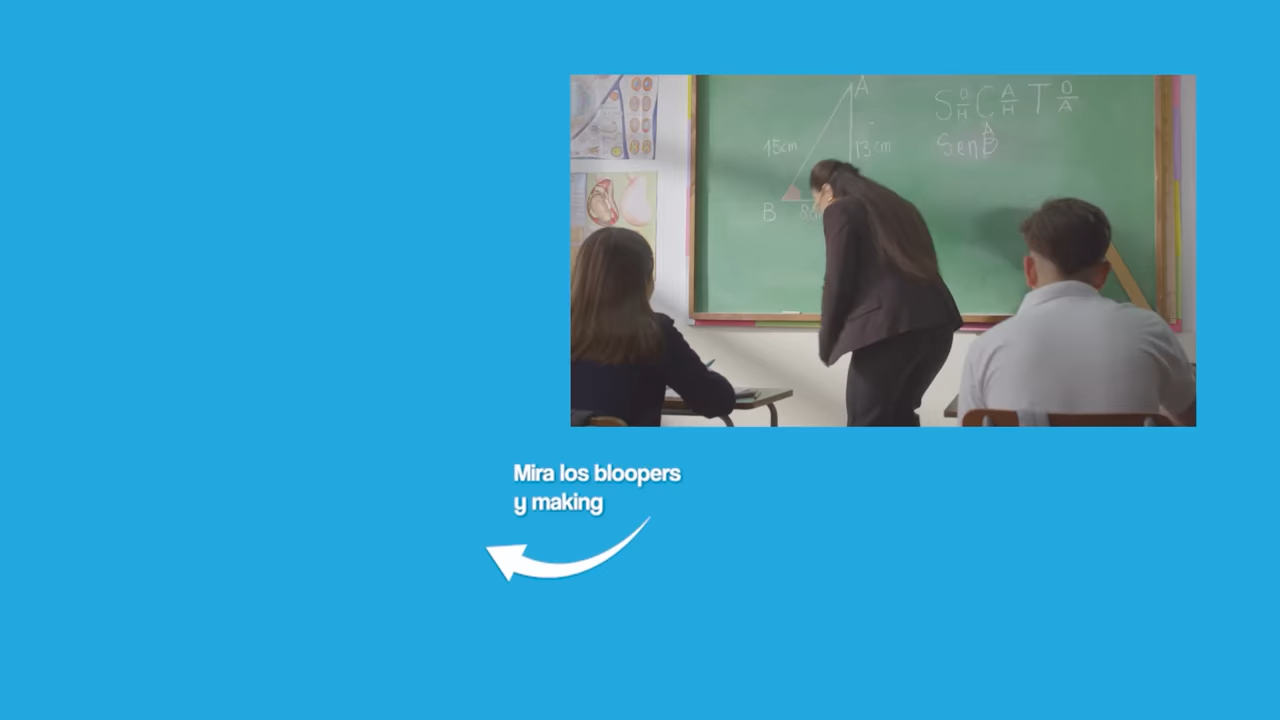 A
S O/H C A/H T O/A
15cm
13cm
Sen B
B
Mira los bloopers
y making